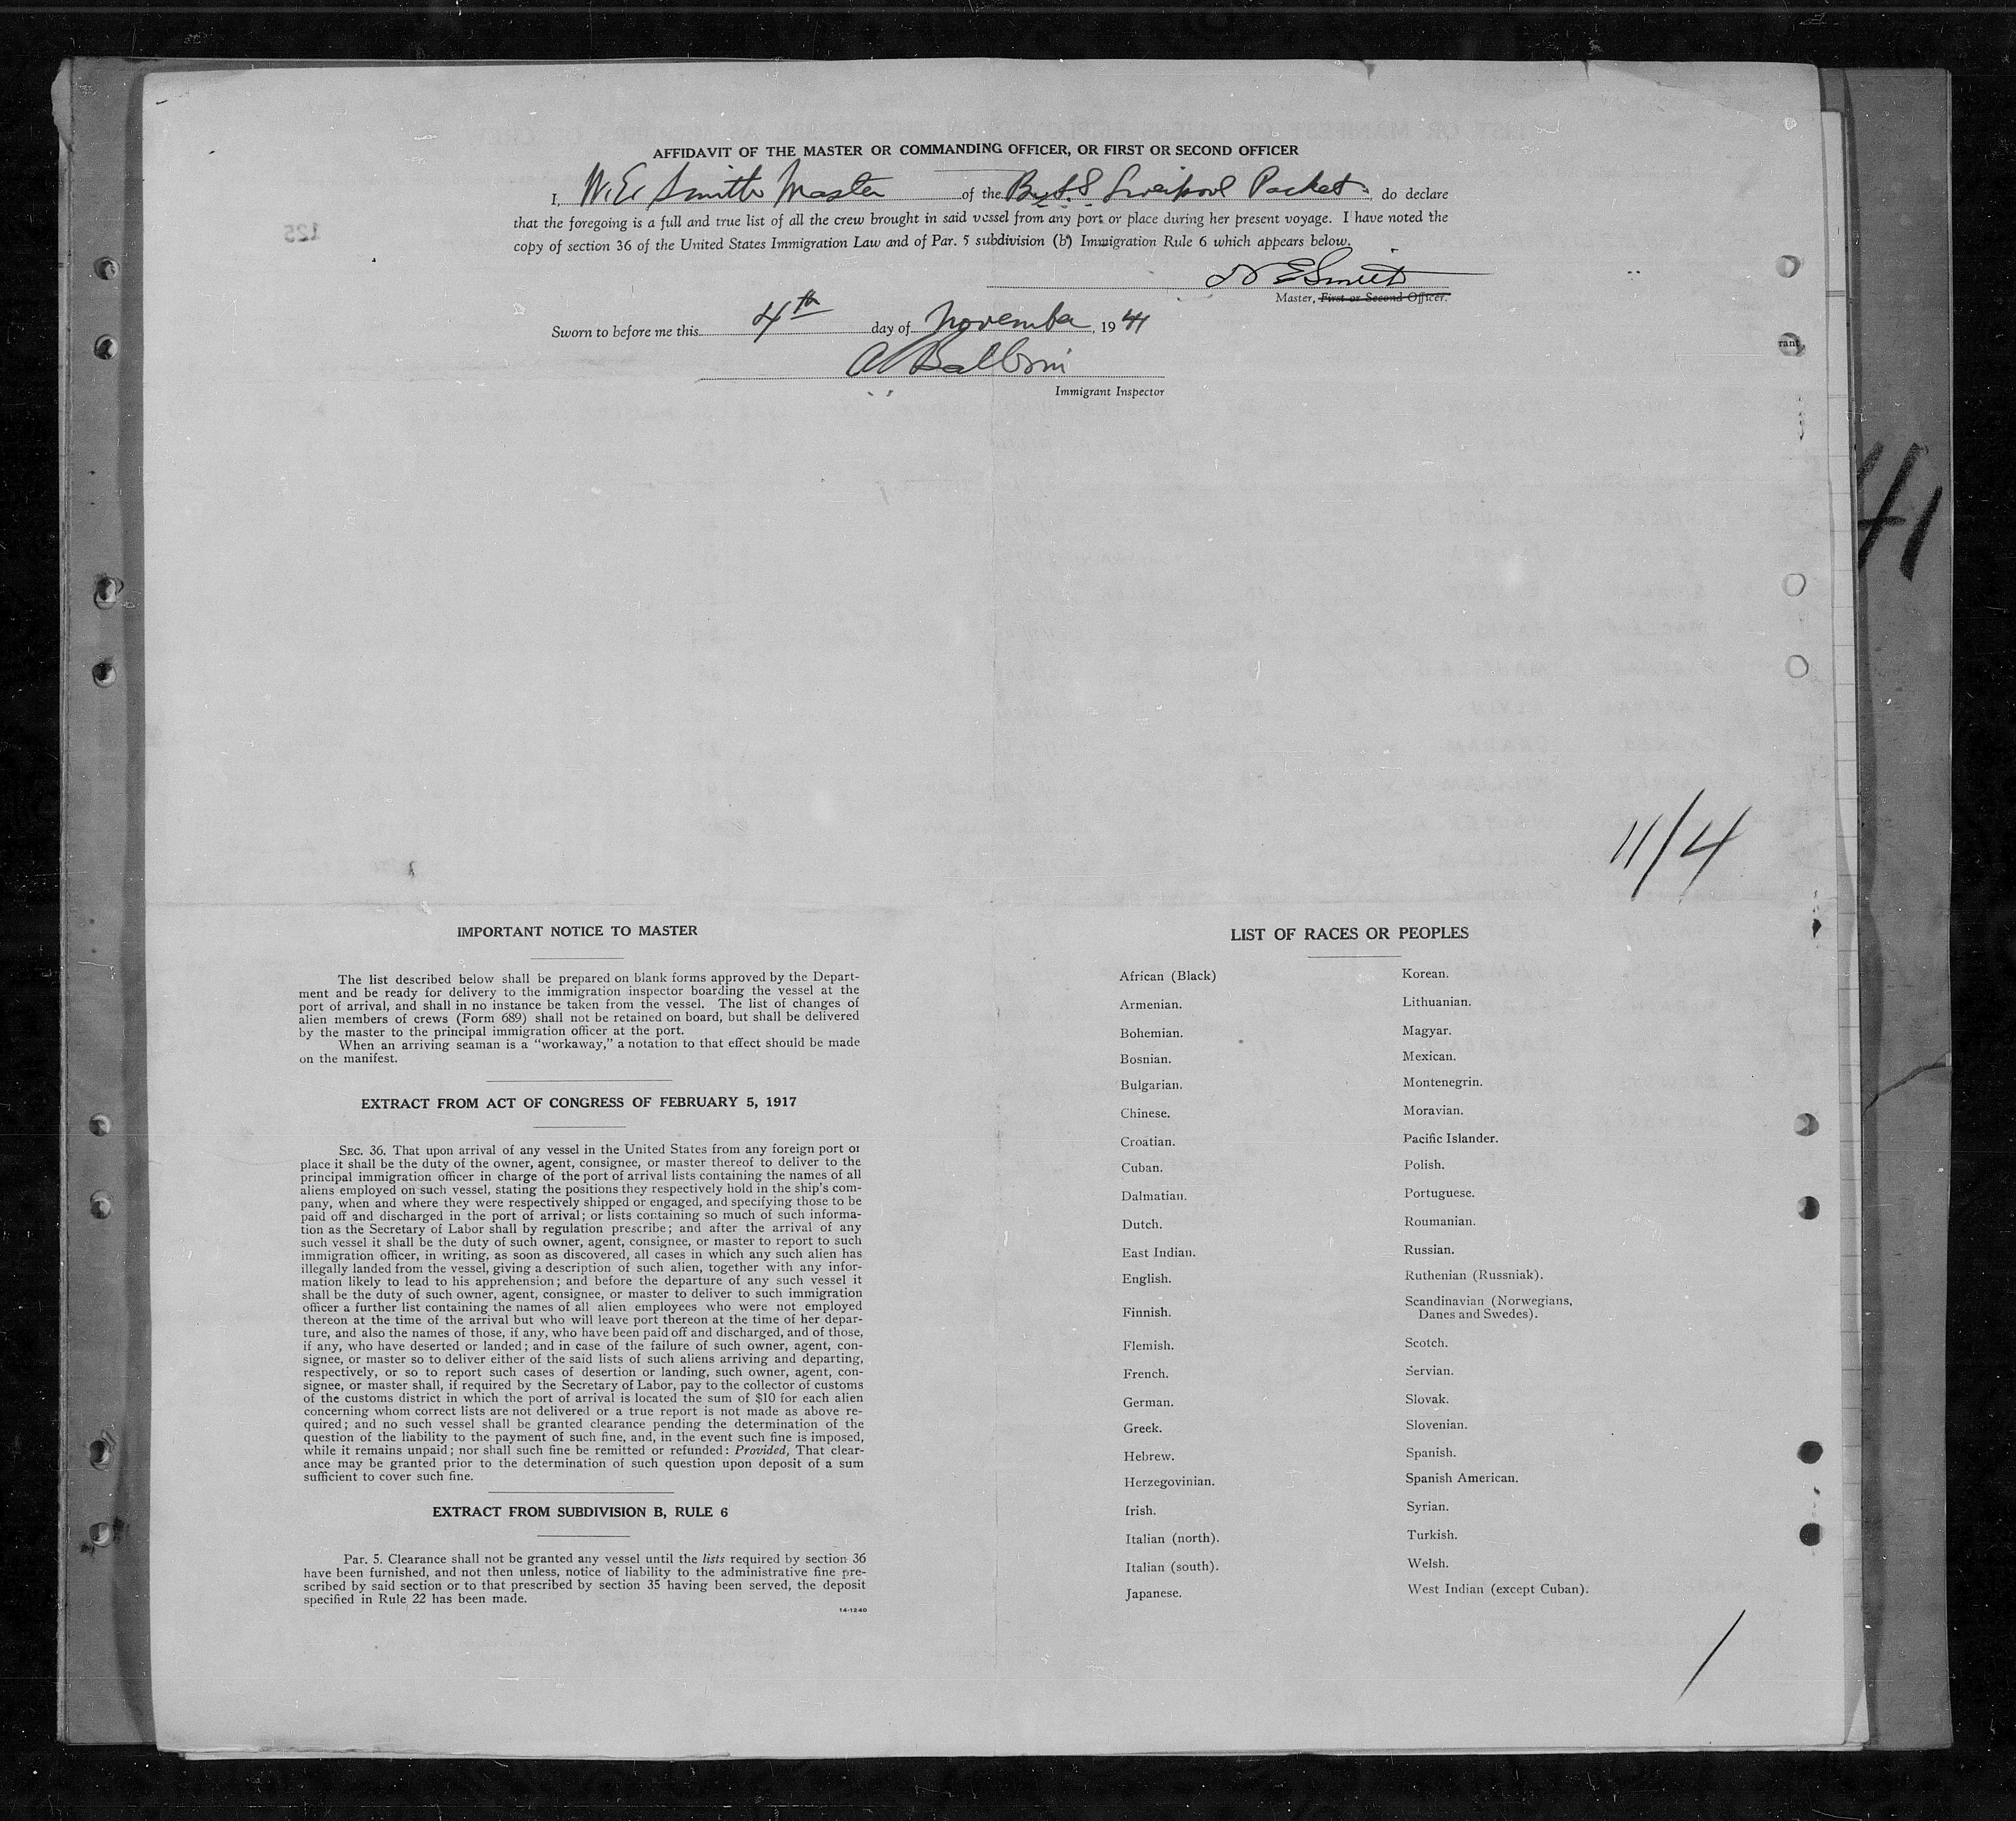 AFFIDAVIT OF THE MASTER OR COMMANDING OFFICER, OR FIRST OR SECOND OFFICER
I, W. E. Smith Master of the Br. S.S. Liverpool Packet, do declare
that the foregoing is a full and true list of all the crew brought in said vessel from any port or place during her present voyage. I have noted the
copy of section 36 of the United States Immigration Law and of Par. 5 subdivision (b) Immigration Rule 6 which appears below.
W E Smith
Master, First or Second Officer.
Sworn to before me this 4th day of November, 1941
Immigrant Inspector
125
rant
41
11/4
IMPORTANT NOTICE TO MASTER
The list described below shall be prepared on blank forms approved by the Depart-
ment and be ready for delivery to the immigration inspector boarding the vessel at the
port of arrival, and shall in no instance be taken from the vessel. The list of changes of
alien members of crews (Form 689) shall not be retained on board, but shall be delivered
by the master to the principal immigration officer at the port.
When an arriving seaman is a "workaway," a notation to that effect should be made
on the manifest.
EXTRACT FROM ACT OF CONGRESS OF FEBRUARY 5, 1917
SEC. 36. That upon arrival of any vessel in the United States from any foreign port or
place it shall be the duty of the owner, agent, consignee, or master thereof to deliver to the
principal immigration officer in charge of the port of arrival lists containing the names of all
aliens employed on such vessel, stating the positions they respectively hold in the ship's com-
pany, when and where they were respectively shipped or engaged, and specifying those to be
paid off and discharged in the port of arrival; or lists containing so much of such informa-
tion as the Secretary of Labor shall by regulation prescribe; and after the arrival of any
such vessel it shall be the duty of such owner, agent, consignee, or master to report to such
immigration officer, in writing, as soon as discovered, all cases in which any such alien has
illegally landed from the vessel, giving a description of such alien, together with any infor-
mation likely to lead to his apprehension; and before the departure of any such vessel it
shall be the duty of such owner, agent, consignee, or master to deliver to such immigration
officer a further list containing the names of all alien employees who were not employed
thereon at the time of the arrival but who will leave port thereon at the time of her depar-
ture, and also the names of those, if any, who have been paid off and discharged, and of those,
if any, who have deserted or landed; and in case of the failure of such owner, agent, con-
signee, or master so to deliver either of the said lists of such aliens arriving and departing,
respectively, or so to report such cases of desertion or landing, such owner, agent, con-
signee, or master shall, if required by the Secretary of Labor, pay to the collector of customs
of the customs district in which the port of arrival is located the sum of $10 for each alien
concerning whom correct lists are not delivered or a true report is not made as above re-
quired; and no such vessel shall be granted clearance pending the determination of the
question of the liability to the payment of such fine, and, in the event such fine is imposed,
while it remains unpaid; nor shall such fine be remitted or refunded: Provided, That clear-
ance may be granted prior to the determination of such question upon deposit of a sum
sufficient to cover such fine.
EXTRACT FROM SUBDIVISION B, RULE 6
Par. 5. Clearance shall not be granted any vessel until the lists required by section 36
have been furnished, and not then unless, notice of liability to the administrative fine pre-
scribed by said section or to that prescribed by section 35 having been served, the deposit
specified in Rule 22 has been made.
14-1240
LIST OF RACES OR PEOPLES
African (Black)
Armenian.
Bohemian.
Bosnian.
Bulgarian.
Chinese.
Croatian.
Cuban.
Dalmatian.
Dutch.
East Indian.
English.
Finnish.
Flemish.
French.
German.
Greek.
Hebrew.
Herzegovinian.
Irish.
Italian (north).
Italian (south).
Japanese.
Korean.
Lithuanian.
Magyar.
Mexican.
Montenegrin.
Moravian.
Pacific Islander.
Polish.
Portuguese.
Roumanian.
Russian.
Ruthenian (Russniak).
Scandinavian (Norwegians,
Danes and Swedes).
Scotch.
Servian.
Slovak.
Slovenian.
Spanish.
Spanish American.
Syrian.
Turkish.
Welsh.
West Indian (except Cuban).